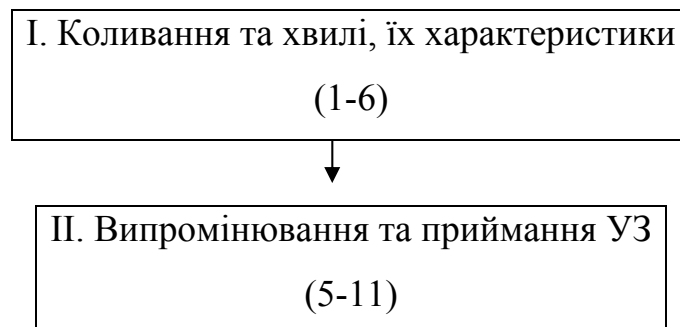 І. Коливання та хвилі, їх характеристики
(1-6)
ІІ. Випромінювання та приймання УЗ
(5-11)